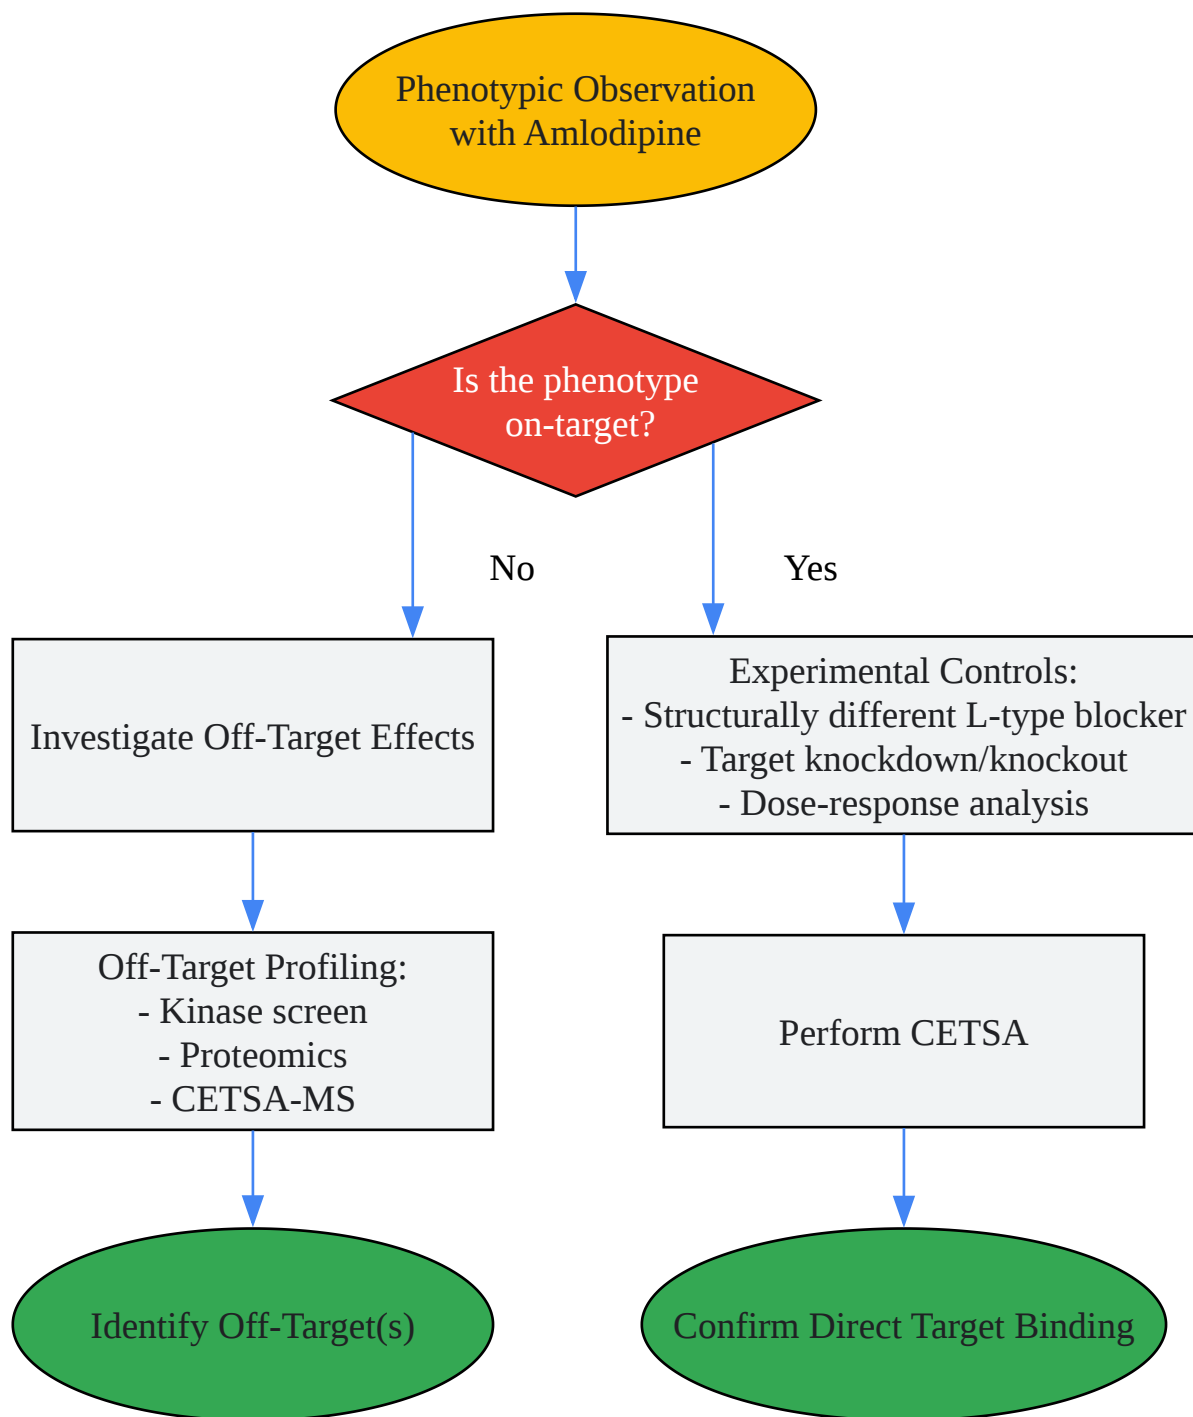 Phenotypic Observation
with Amlodipine
Is the phenotype
on-target?
No
Yes
Investigate Off-Target Effects
Experimental Controls:
- Structurally different L-type blocker
- Target knockdown/knockout
- Dose-response analysis
Off-Target Profiling:
- Kinase screen
- Proteomics
- CETSA-MS
Perform CETSA
Identify Off-Target(s)
Confirm Direct Target Binding